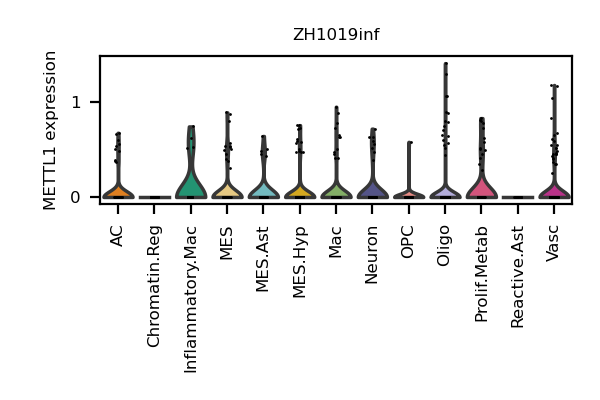 ZH1019inf
METTL1 expression
1
0
AC
Chromatin.Reg
Inflammatory.Mac
MES
MES.Ast
MES.Hyp
Mac
Neuron
OPC
Oligo
Prolif.Metab
Reactive.Ast
Vasc